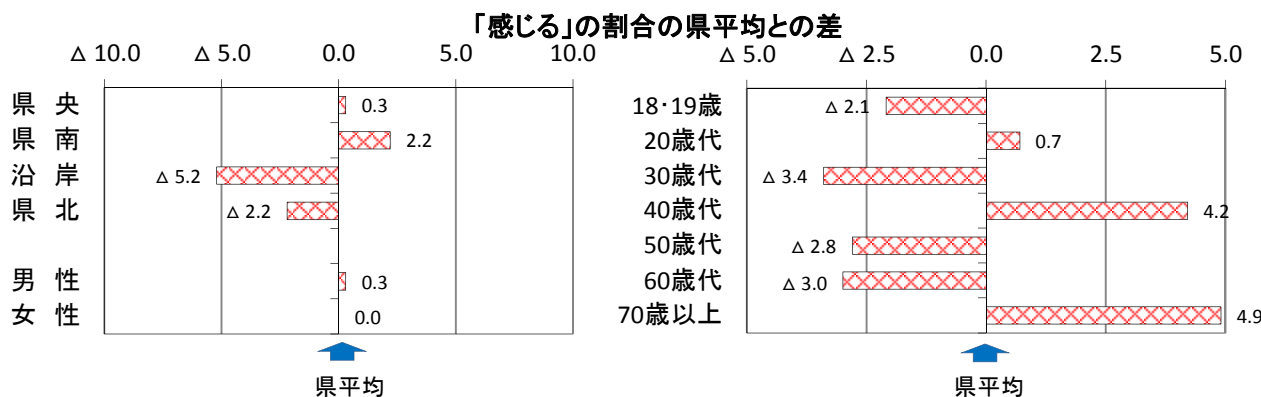 「感じる」の割合の県平均との差
△ 10.0 △ 5.0 0.0 5.0 10.0
県 央 0.3
県 南 2.2
沿 岸 △ 5.2
県 北 △ 2.2
男 性 0.3
女 性 0.0
県平均
△ 5.0 △ 2.5 0.0 2.5 5.0
18･19歳 △ 2.1
20歳代 0.7
30歳代 △ 3.4
40歳代 4.2
50歳代 △ 2.8
60歳代 △ 3.0
70歳以上 4.9
県平均